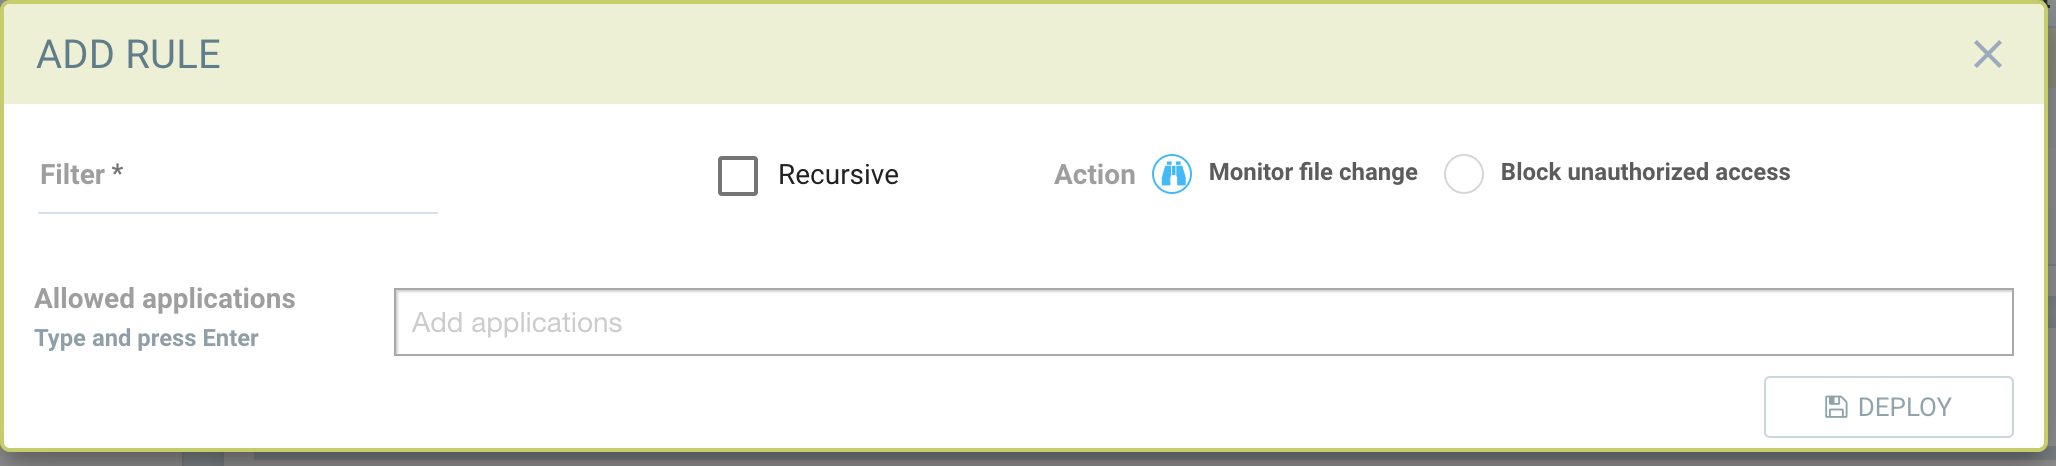 ADD RULE
Filter *
Recursive
Action
Monitor file change
Block unauthorized access
Allowed applications
Type and press Enter
Add applications
DEPLOY